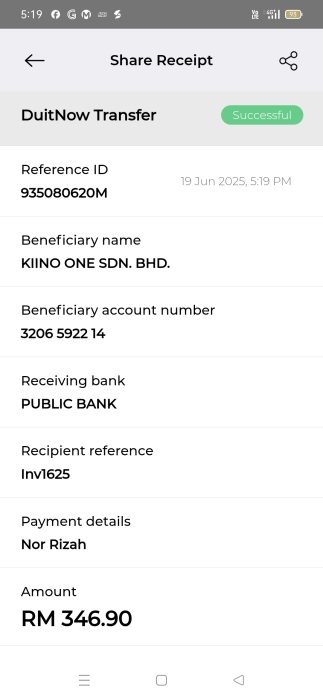 5:19
Share Receipt
DuitNow Transfer
Successful
Reference ID
19 Jun 2025, 5:19 PM
935080620M
Beneficiary name
KIINO ONE SDN. BHD.
Beneficiary account number
3206 5922 14
Receiving bank
PUBLIC BANK
Recipient reference
Inv1625
Payment details
Nor Rizah
Amount
RM 346.90